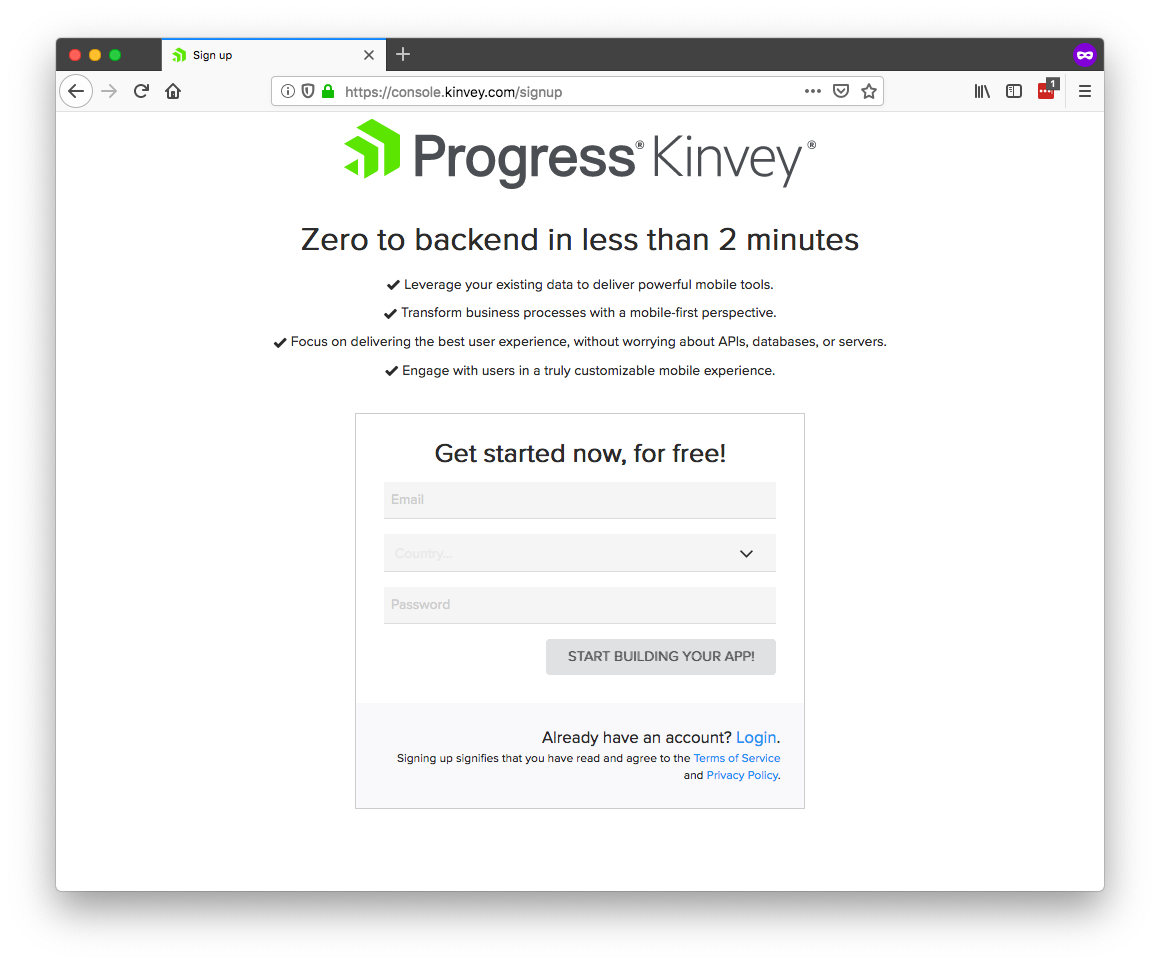 Sign up
https://console.kinvey.com/signup
1
Progress® Kinvey®
Zero to backend in less than 2 minutes
Leverage your existing data to deliver powerful mobile tools.
Transform business processes with a mobile-first perspective.
Focus on delivering the best user experience, without worrying about APIs, databases, or servers.
Engage with users in a truly customizable mobile experience.
Get started now, for free!
Email
Country...
Password
START BUILDING YOUR APP!
Already have an account? Login.
Signing up signifies that you have read and agree to the Terms of Service
and Privacy Policy.